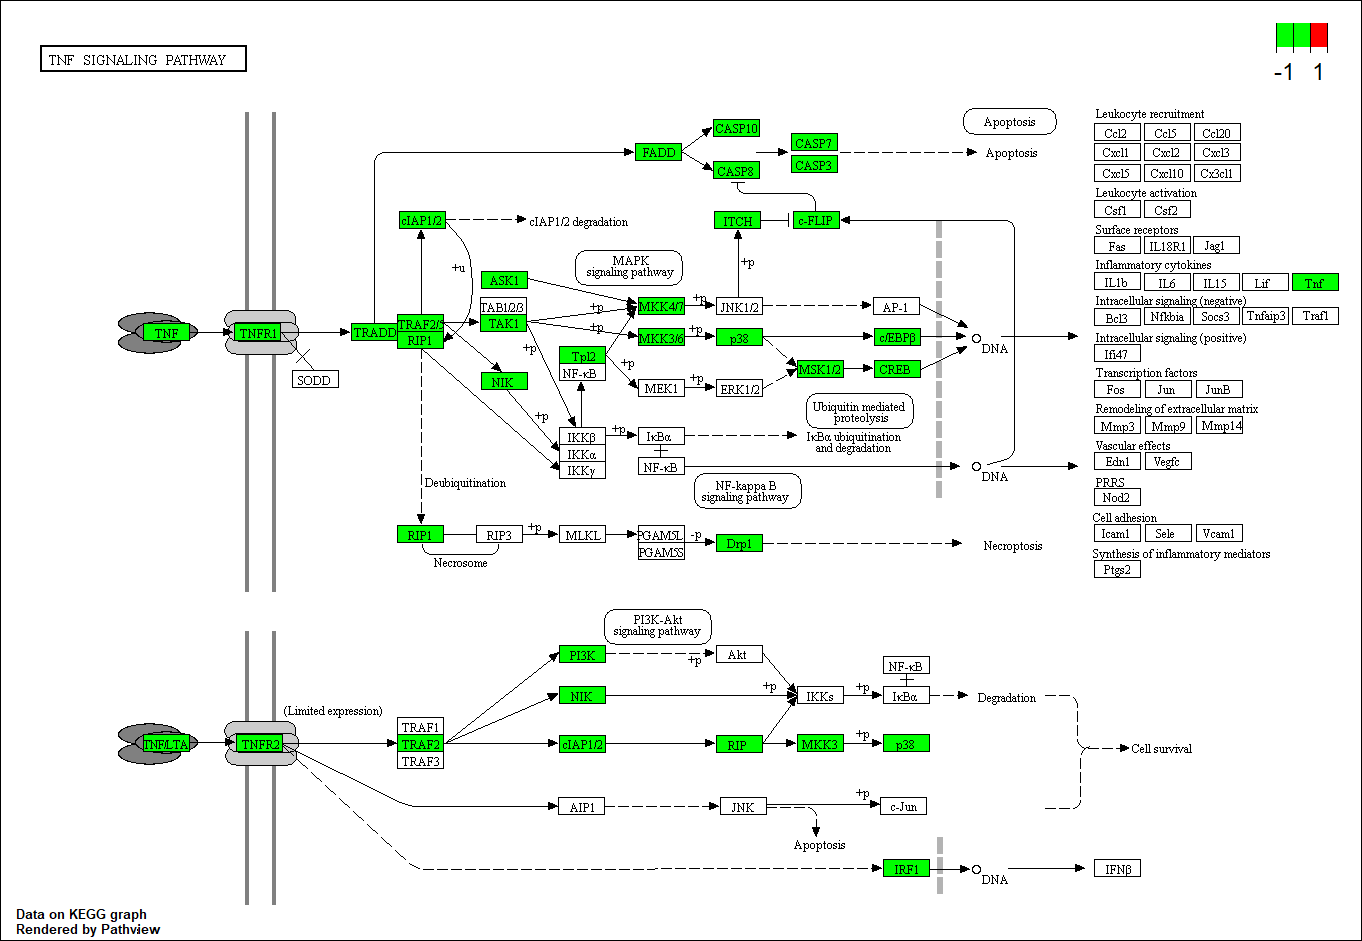 TNF SIGNALING PATHWAY
-1 1
Apoptosis
CASP10
FADD
CASP7
Apoptosis
CASP3
CASP8
cIAP1/2
cIAP1/2 degradation
ITCH
c-FLIP
MAPK
signaling pathway
+u
+p
ASK1
TAB1/2/3
TAK1
+p
+p
+p
MKK4/7
+p
JNK1/2
AP-1
TNF
TNFR1
TRADD
TRAF2/5
RIP1
MKK3/6
+p
p38
c/EBPβ
DNA
Tpl2
NF-κB
+p
+p
MSK1/2
CREB
SODD
NIK
MEK1
+p
ERK1/2
+p
Ubiquitin mediated
proteolysis
IKKβ
IKKα
IKKγ
+p
IκBα
NF-κB
IκBα ubiquitination
and degradation
DNA
NF-kappa B
signaling pathway
Deubiquitination
RIP1
RIP3
+p
MLKL
PGAM5L
PGAM5S
-p
Drp1
Necroptosis
Necrosome
Leukocyte recruitment
Ccl2 Ccl5 Ccl20
Cxcl1 Cxcl2 Cxcl3
Cxcl5 Cxcl10 Cx3cl1
Leukocyte activation
Csf1 Csf2
Surface receptors
Fas IL18R1 Jag1
Inflammatory cytokines
IL1b IL6 IL15 Lif Tnf
Intracellular signaling (negative)
Bcl3 Nfkbia Socs3 Tnfaip3 Traf1
Intracellular signaling (positive)
Ifi47
Transcription factors
Fos Jun JunB
Remodeling of extracellular matrix
Mmp3 Mmp9 Mmp14
Vascular effects
Edn1 Vegfc
PRRS
Nod2
Cell adhesion
Icam1 Sele Vcam1
Synthesis of inflammatory mediators
Ptgs2
PI3K-Akt
signaling pathway
PI3K
+p
Akt
NF-κB
NIK
+p
IKKs
+p
IκBα
Degradation
(Limited expression)
TNF/LTA
TNFR2
TRAF1
TRAF2
TRAF3
cIAP1/2
RIP
MKK3
+p
p38
Cell survival
AIP1
JNK
+p
c-Jun
Apoptosis
IRF1
DNA
IFNβ
Data on KEGG graph
Rendered by Pathview